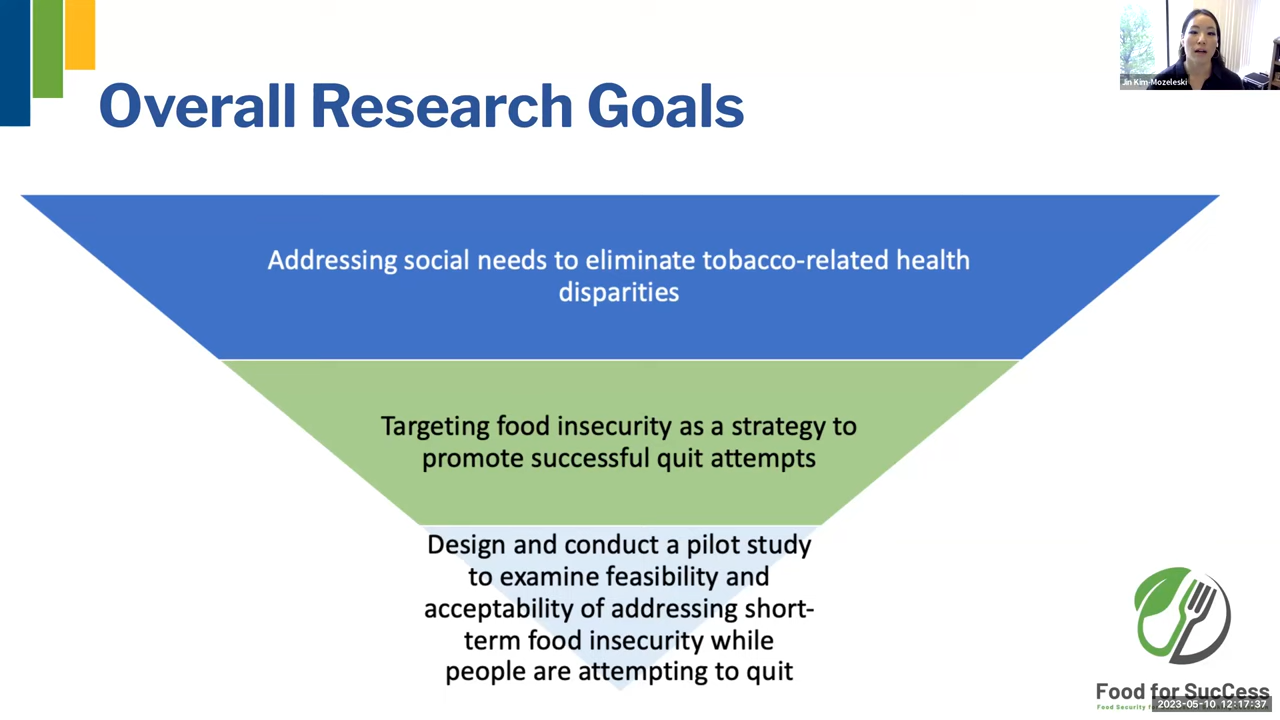 Overall Research Goals
Jin Kim-Mozeleski
Addressing social needs to eliminate tobacco-related health
disparities
Targeting food insecurity as a strategy to
promote successful quit attempts
Design and conduct a pilot study
to examine feasibility and
acceptability of addressing short-
term food insecurity while
people are attempting to quit
Food for SucCess
Food Security
2023-05-10 12:17:37